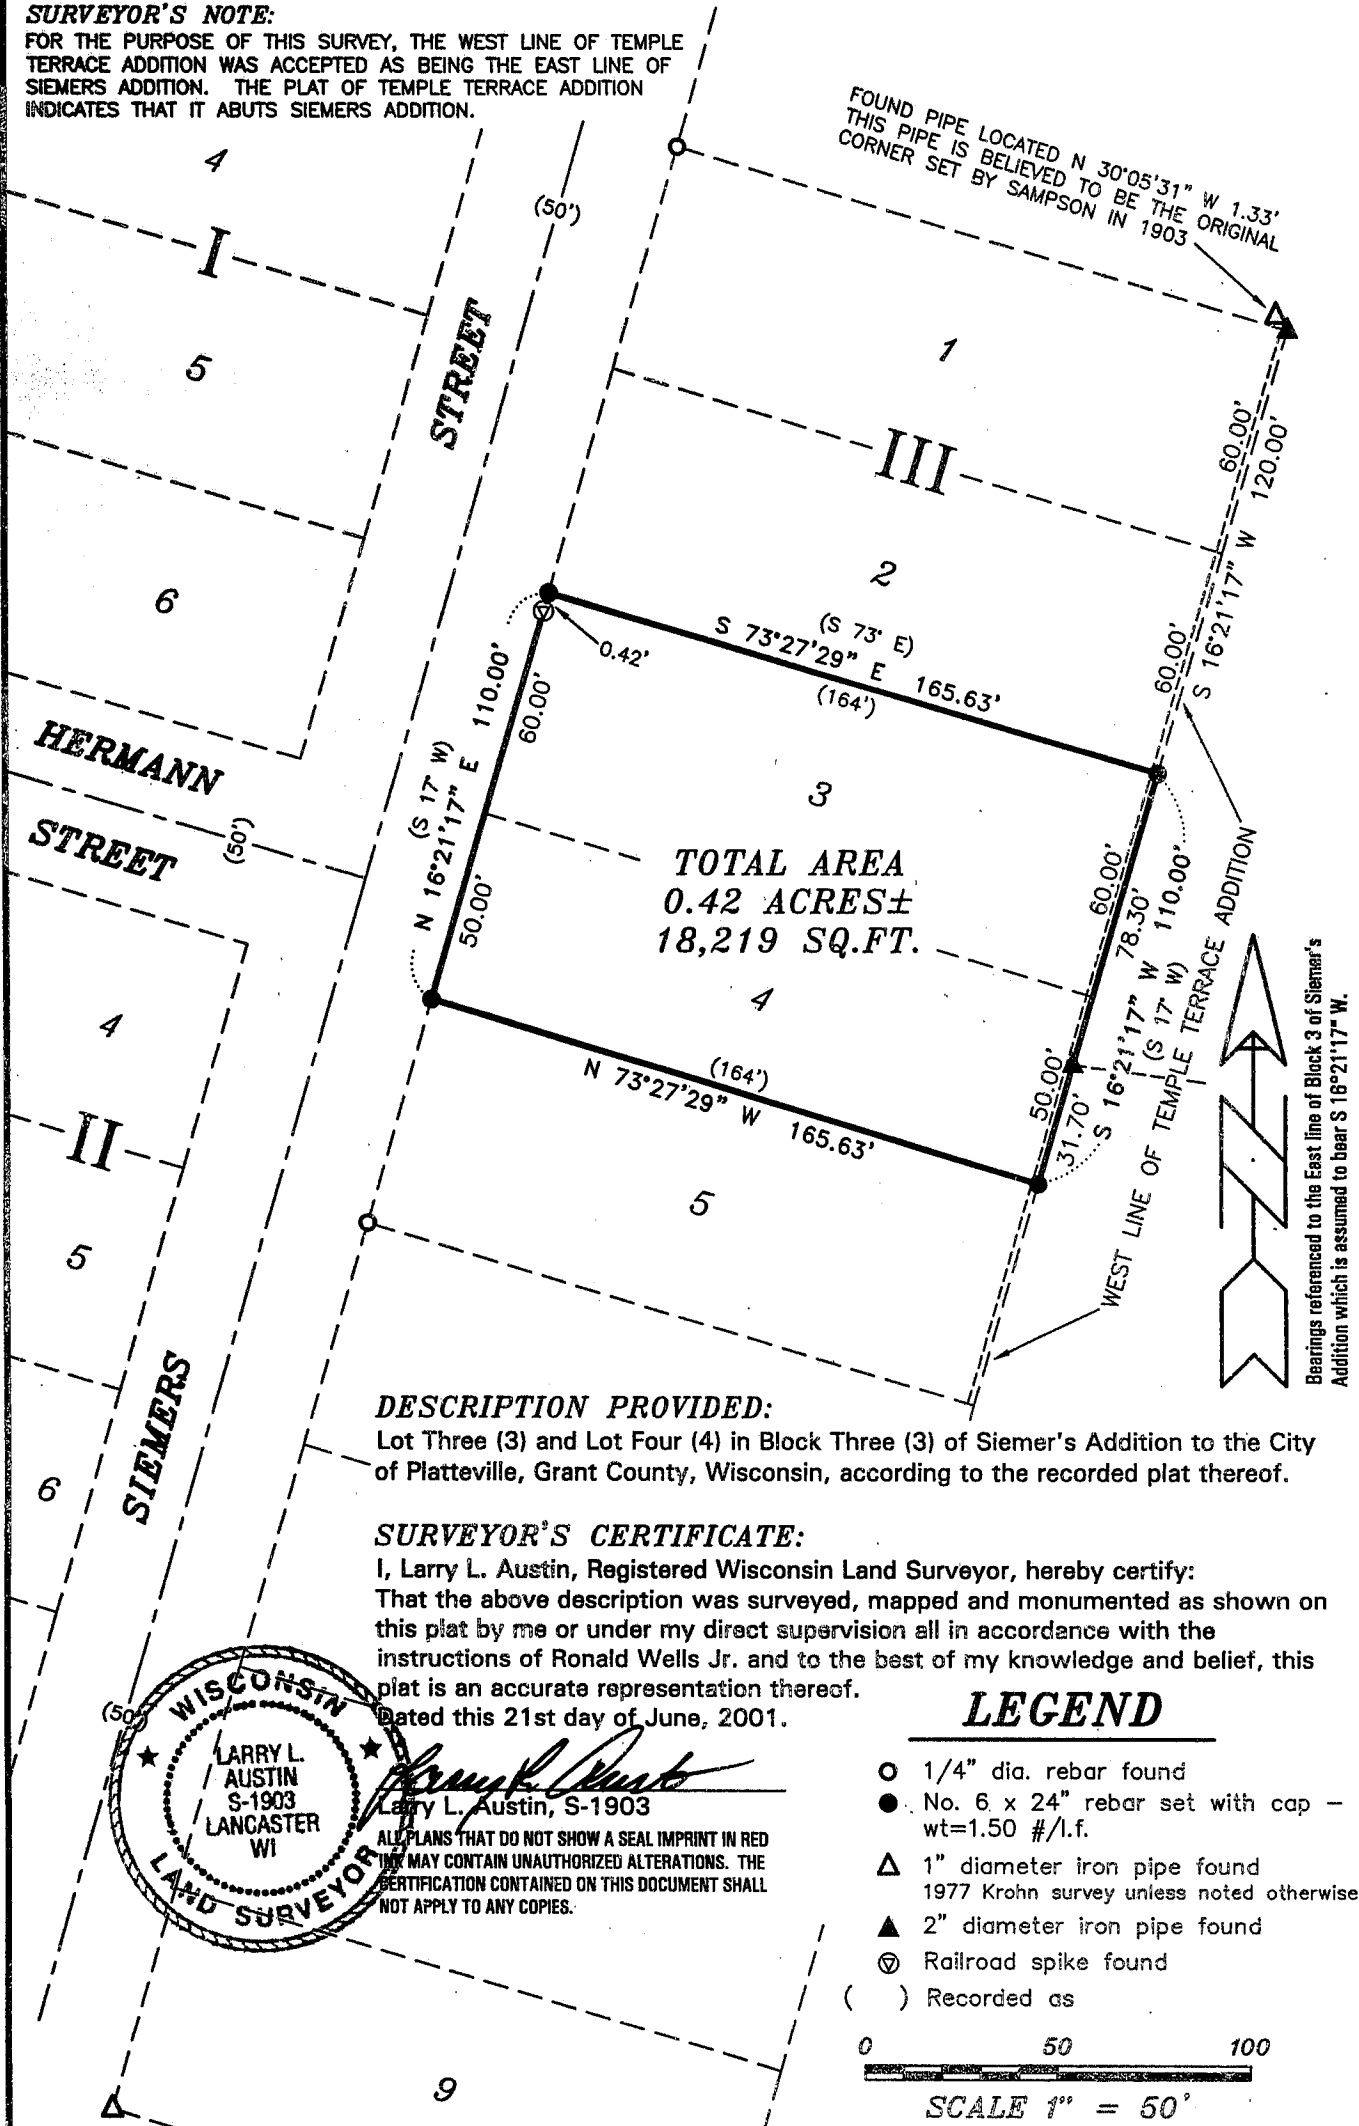 SURVEYOR'S NOTE:
FOR THE PURPOSE OF THIS SURVEY, THE WEST LINE OF TEMPLE
TERRACE ADDITION WAS ACCEPTED AS BEING THE EAST LINE OF
SIEMERS ADDITION. THE PLAT OF TEMPLE TERRACE ADDITION
INDICATES THAT IT ABUTS SIEMERS ADDITION.
FOUND PIPE LOCATED N 30°05'31" W 1.33'
THIS PIPE IS BELIEVED TO BE THE ORIGINAL
CORNER SET BY SAMPSON IN 1903
4
I
(50')
5
STREET
1
III
60.00'
120.00'
6
2
(S 73° E)
S 73°27'29" E 165.63'
(164')
0.42'
60.00'
S 16°21'17" W
HERMANN
STREET
(50')
(S 17° W)
N 16°21'17" E 110.00'
60.00'
50.00'
3
TOTAL AREA
0.42 ACRES±
18,219 SQ.FT.
60.00'
78.30'
S 16°21'17" W 110.00'
(S 17° W)
WEST LINE OF TEMPLE TERRACE ADDITION
4
4
(164')
N 73°27'29" W 165.63'
50.00'
31.70'
II
5
5
Bearings referenced to the East line of Block 3 of Siemer's
Addition which is assumed to bear S 16°21'17" W.
SIEMERS
6
DESCRIPTION PROVIDED:
Lot Three (3) and Lot Four (4) in Block Three (3) of Siemer's Addition to the City
of Platteville, Grant County, Wisconsin, according to the recorded plat thereof.
SURVEYOR'S CERTIFICATE:
I, Larry L. Austin, Registered Wisconsin Land Surveyor, hereby certify:
That the above description was surveyed, mapped and monumented as shown on
this plat by me or under my direct supervision all in accordance with the
instructions of Ronald Wells Jr. and to the best of my knowledge and belief, this
plat is an accurate representation thereof.
Dated this 21st day of June, 2001.
(50')
WISCONSIN
LARRY L.
AUSTIN
S-1903
LANCASTER
WI
LAND SURVEYOR
Larry L. Austin
Larry L. Austin, S-1903
ALL PLANS THAT DO NOT SHOW A SEAL IMPRINT IN RED
INK MAY CONTAIN UNAUTHORIZED ALTERATIONS. THE
CERTIFICATION CONTAINED ON THIS DOCUMENT SHALL
NOT APPLY TO ANY COPIES.
LEGEND
1/4" dia. rebar found
No. 6 x 24" rebar set with cap –
wt=1.50 #/l.f.
1" diameter iron pipe found
1977 Krohn survey unless noted otherwise
2" diameter iron pipe found
Railroad spike found
( ) Recorded as
0 50 100
SCALE 1" = 50'
9